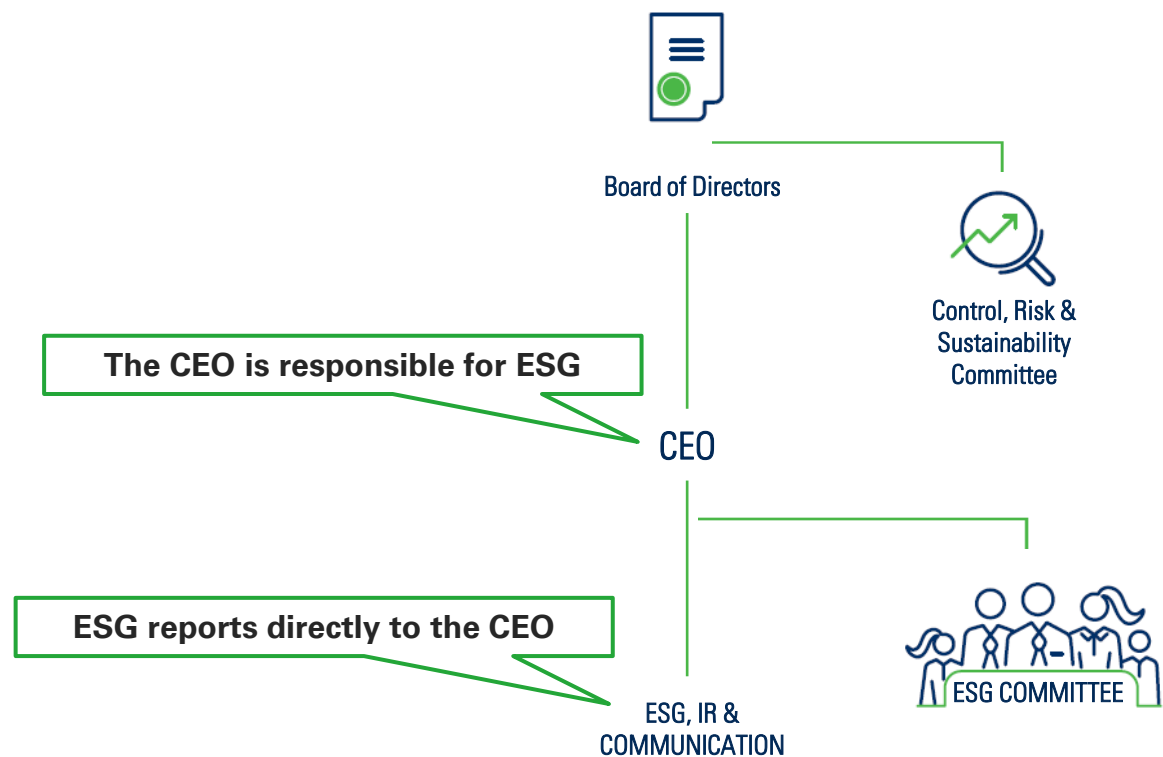 Board of Directors
Control, Risk &
Sustainability
Committee
The CEO is responsible for ESG
CEO
ESG reports directly to the CEO
ESG COMMITTEE
ESG, IR &
COMMUNICATION